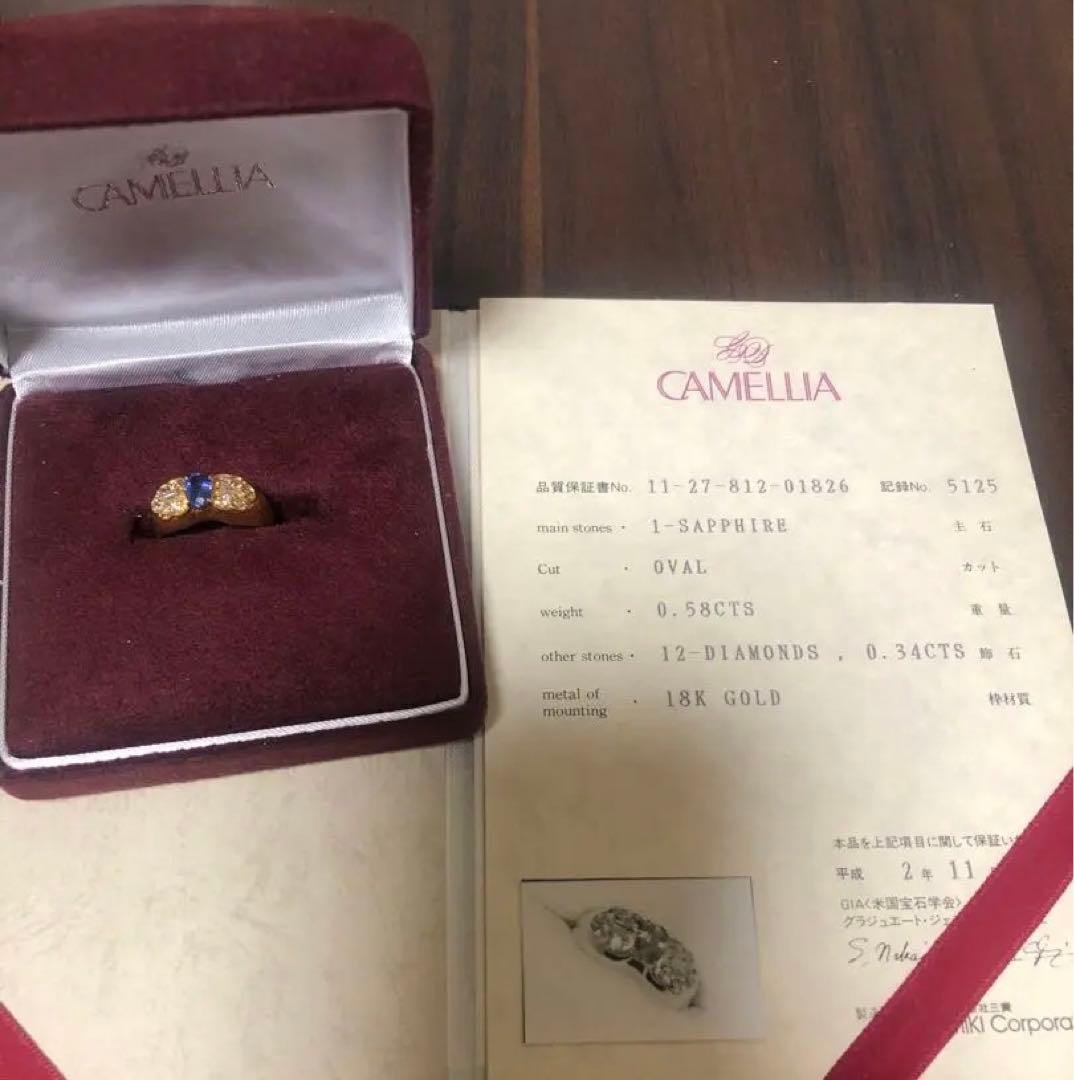 CAMELLIA
CAMELLIA
品質保証書No. 11-27-812-01826 記録No. 5125
main stones · 1-SAPPHIRE 主石
Cut · OVAL カット
weight · 0.58CTS 重量
other stones · 12-DIAMONDS , 0.34CTS 飾石
metal of
mounting · 18K GOLD 枠材質
本品を上記項目に関して保証い
平成 2年 11
GIA〈米国宝石学会〉
グラジュエート・ジェ
製造
三貴
MIKI Corpora